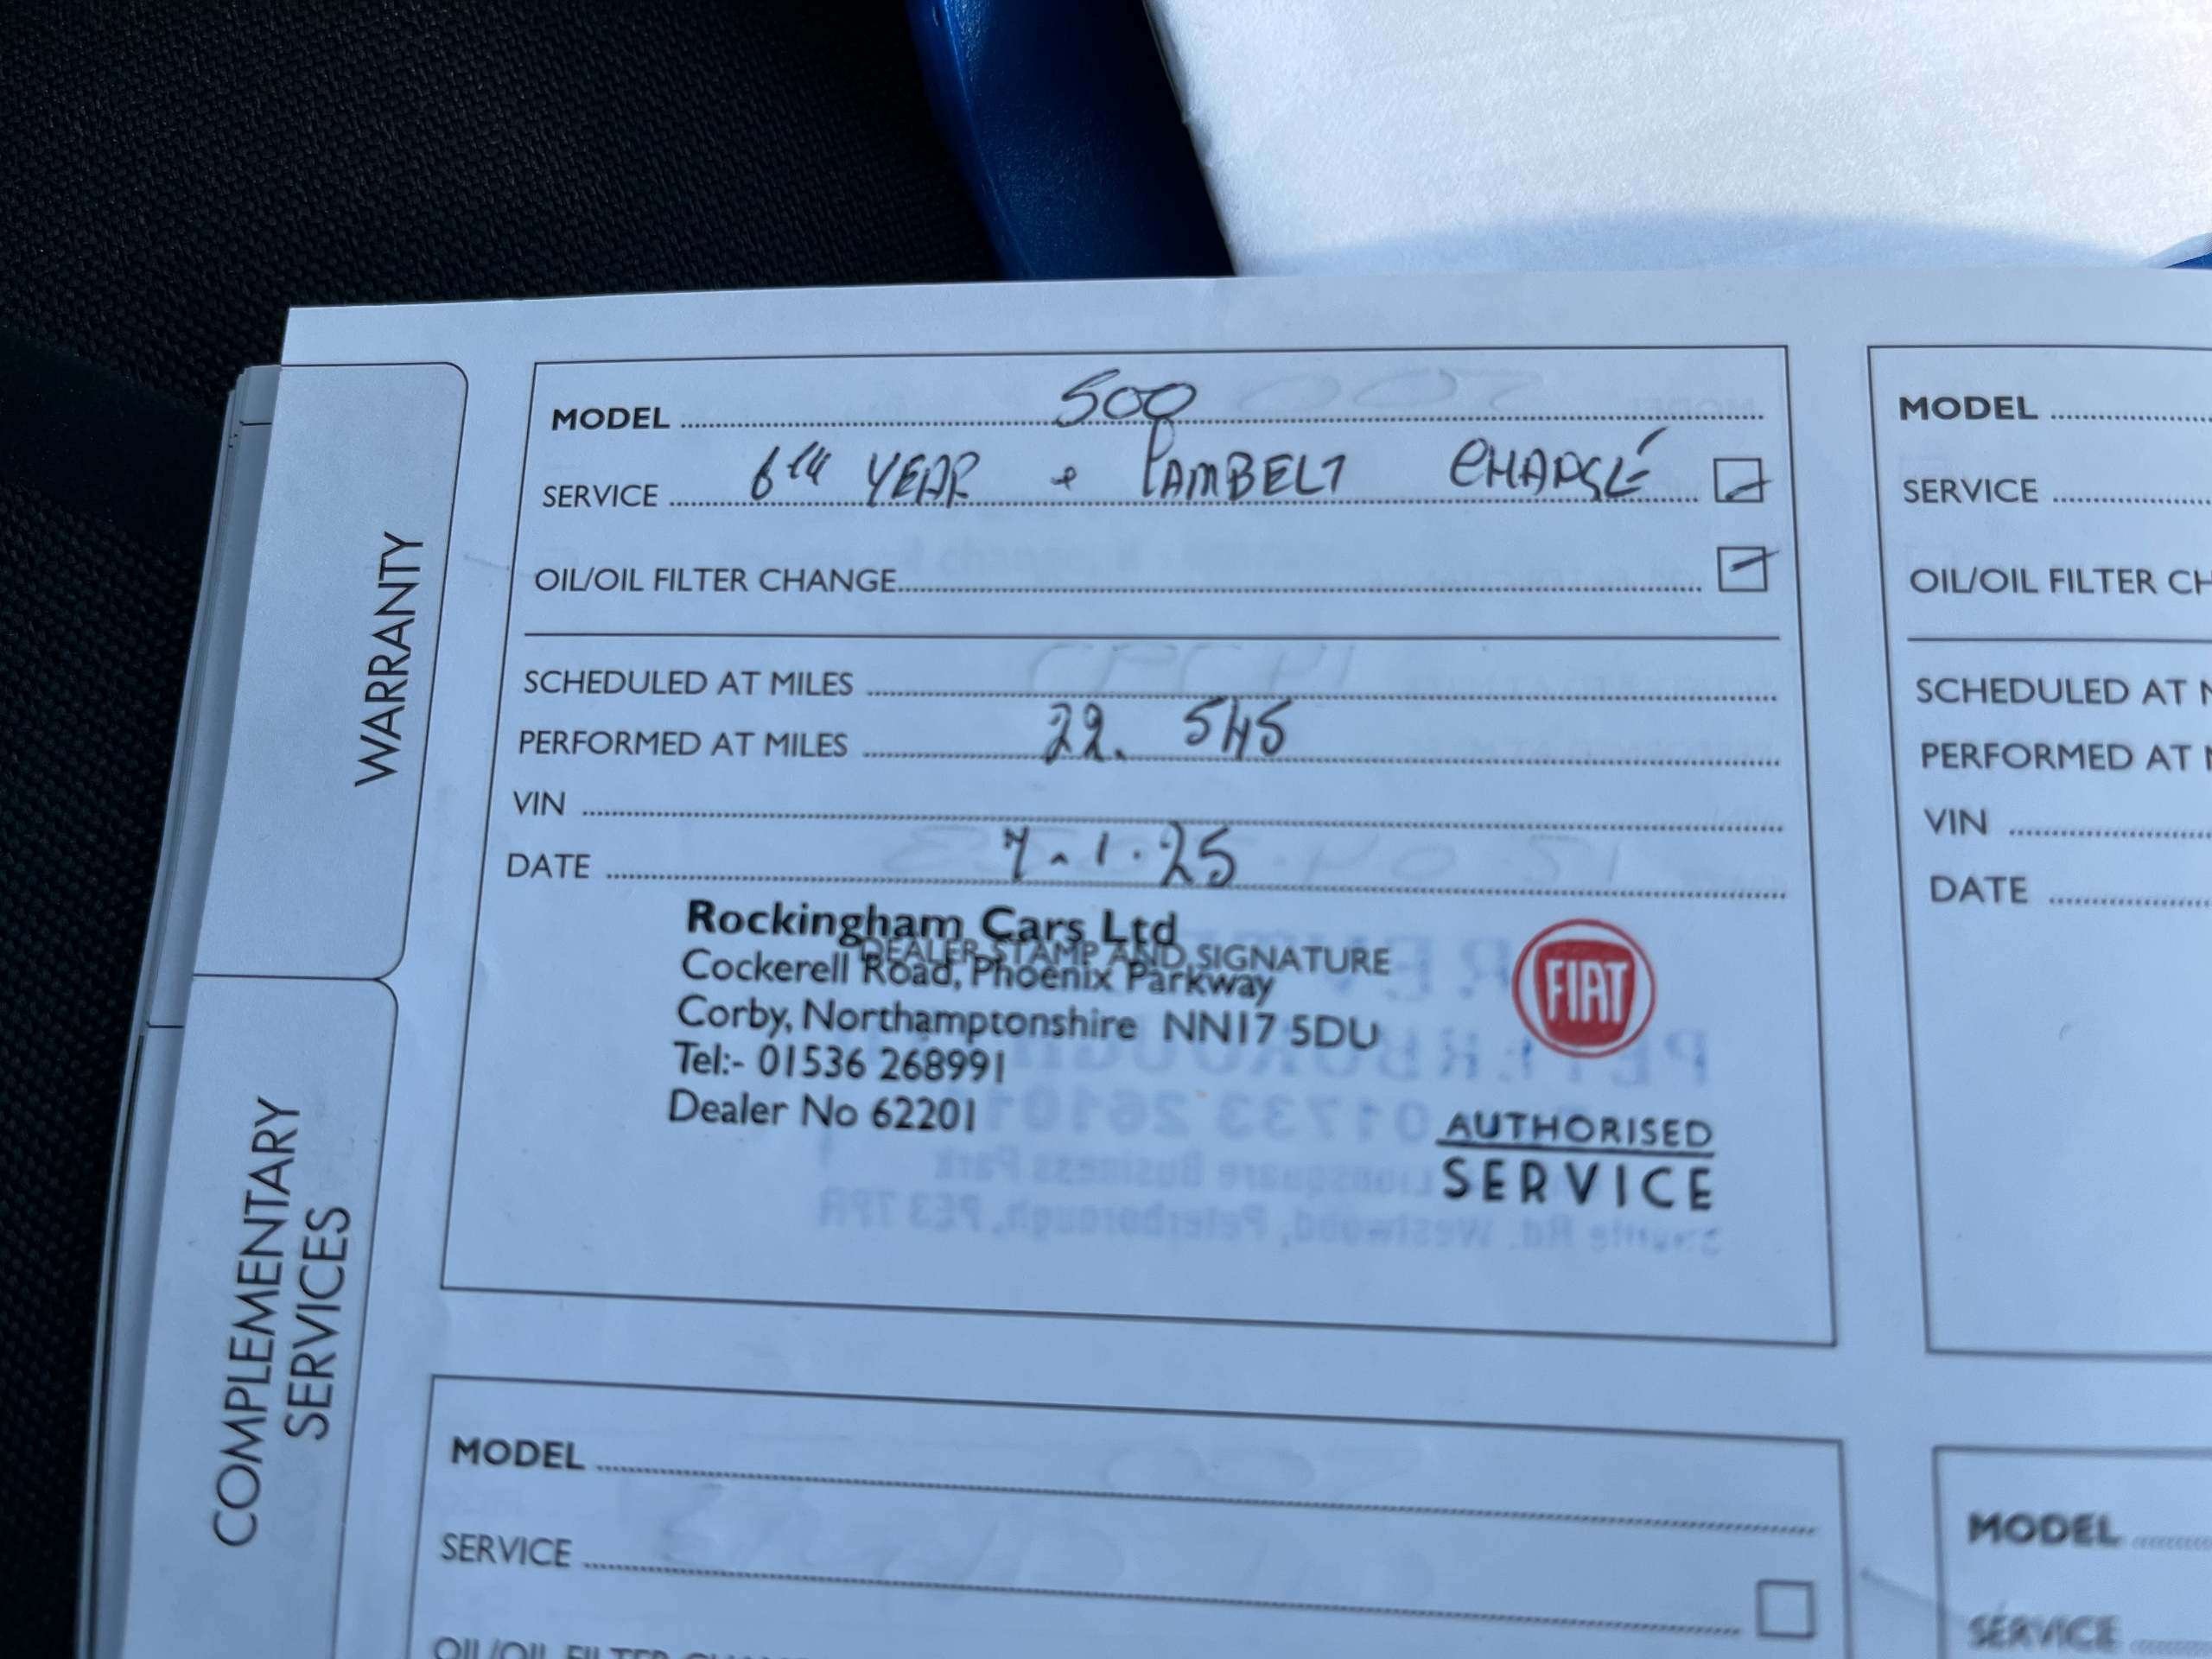 WARRANTY
COMPLEMENTARY
SERVICES
MODEL 500
SERVICE 6th YEAR + CAMBELT CHANGE
OIL/OIL FILTER CHANGE
SCHEDULED AT MILES
PERFORMED AT MILES 22. 545
VIN
DATE 7.1.25
DEALER STAMP AND SIGNATURE
Rockingham Cars Ltd
Cockerell Road, Phoenix Parkway
Corby, Northamptonshire NN17 5DU
Tel:- 01536 268991
Dealer No 62201
FIAT
AUTHORISED
SERVICE
MODEL
SERVICE
OIL/OIL FILTER CH
SCHEDULED AT
PERFORMED AT
VIN
DATE
MODEL
SERVICE
OIL/OIL FILTER
MODEL
SERVICE